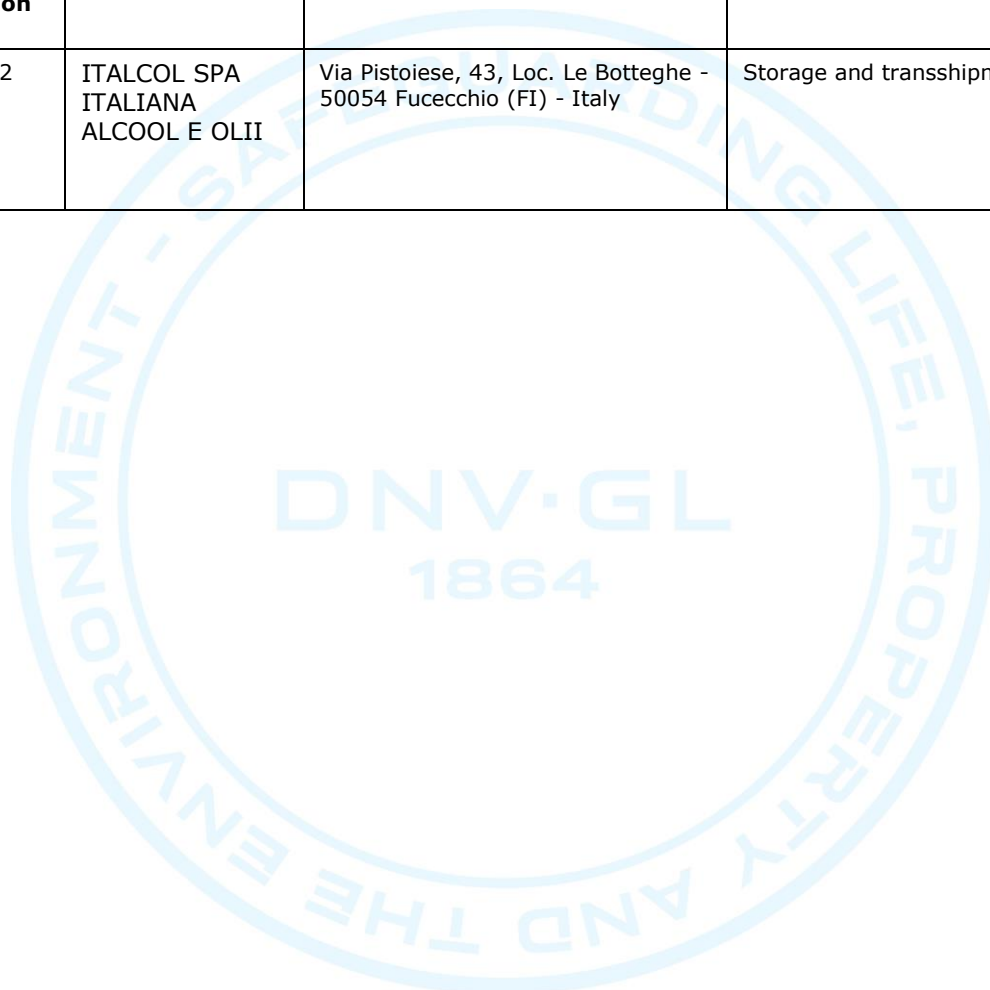 on
2
ITALCOL SPA
ITALIANA
ALCOOL E OLII
Via Pistoiese, 43, Loc. Le Botteghe -
50054 Fucecchio (FI) - Italy
Storage and transshipn
SAFEGUARDING LIFE, PROPERTY AND THE ENVIRONMENT -
DNV·GL
1864